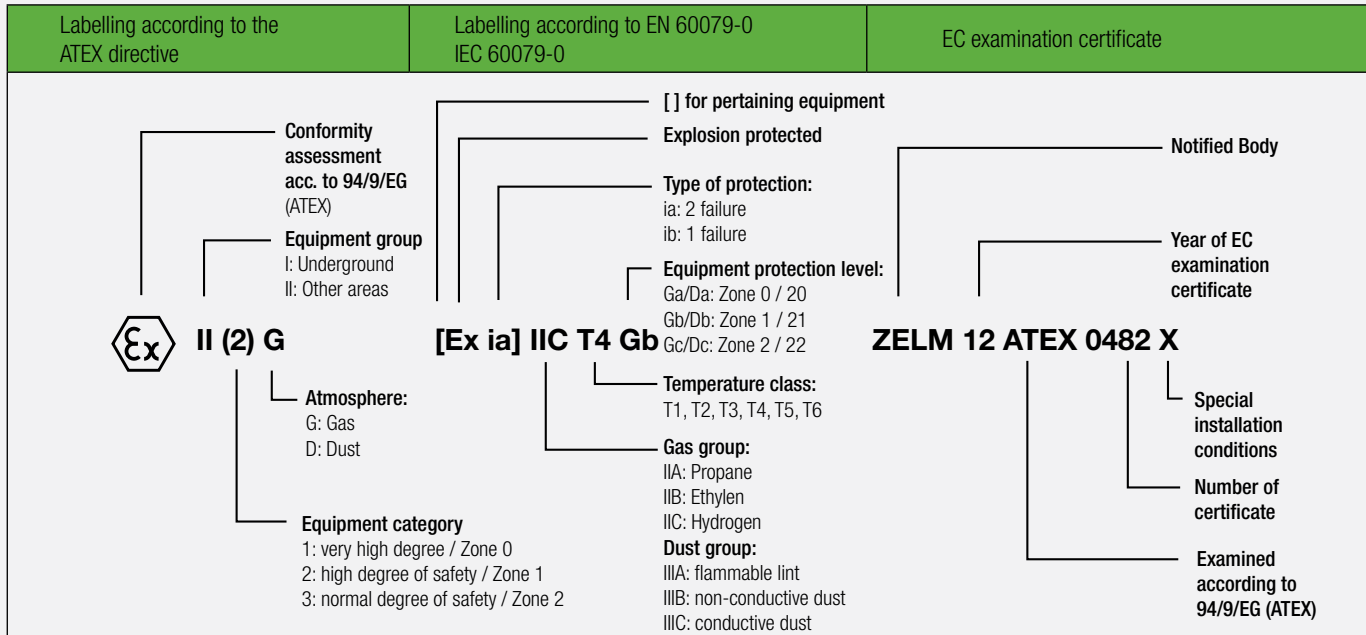 Labelling according to the
ATEX directive
Labelling according to EN 60079-0
IEC 60079-0
EC examination certificate
[ ] for pertaining equipment
Explosion protected
Conformity
assessment
acc. to 94/9/EG
(ATEX)
Notified Body
Type of protection:
ia: 2 failure
ib: 1 failure
Equipment group
I: Underground
II: Other areas
Year of EC
examination
certificate
Equipment protection level:
Ga/Da: Zone 0 / 20
Gb/Db: Zone 1 / 21
Gc/Dc: Zone 2 / 22
Ex II (2) G
[Ex ia] IIC T4 Gb
ZELM 12 ATEX 0482 X
Atmosphere:
G: Gas
D: Dust
Temperature class:
T1, T2, T3, T4, T5, T6
Special
installation
conditions
Gas group:
IIA: Propane
IIB: Ethylen
IIC: Hydrogen
Number of
certificate
Equipment category
1: very high degree / Zone 0
2: high degree of safety / Zone 1
3: normal degree of safety / Zone 2
Dust group:
IIIA: flammable lint
IIIB: non-conductive dust
IIIC: conductive dust
Examined
according to
94/9/EG (ATEX)